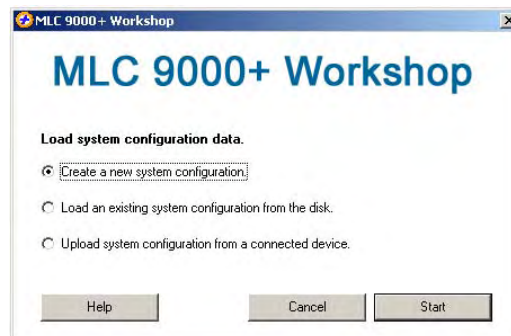 MLC 9000+ Workshop
MLC 9000+ Workshop
Load system configuration data.
Create a new system configuration.
Load an existing system configuration from the disk.
Upload system configuration from a connected device.
Help Cancel Start